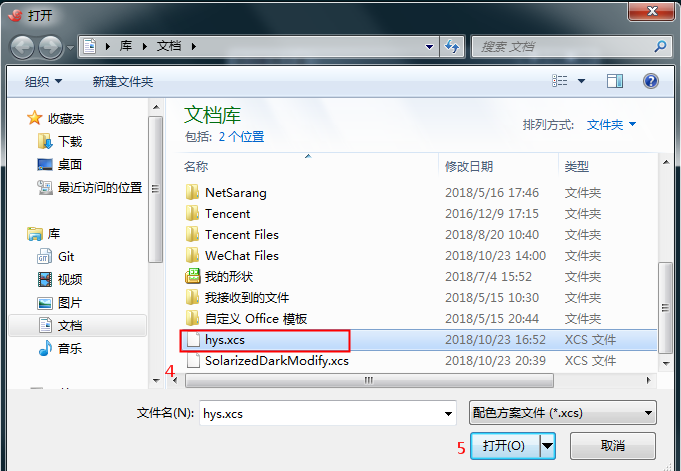 打开
库 文档 搜索 文档
组织 新建文件夹
收藏夹
下载
桌面
最近访问的位置
库
Git
视频
图片
文档
音乐
文档库
包括: 2 个位置
排列方式: 文件夹
名称 修改日期 类型
NetSarang 2018/5/16 17:46 文件夹
Tencent 2016/12/9 17:15 文件夹
Tencent Files 2018/8/20 10:40 文件夹
WeChat Files 2018/10/23 14:00 文件夹
我的形状 2018/7/4 15:52 文件夹
我接收到的文件 2018/5/15 10:30 文件夹
自定义 Office 模板 2018/5/15 20:44 文件夹
hys.xcs 2018/10/23 16:52 XCS 文件
SolarizedDarkModify.xcs 2018/10/23 20:39 XCS 文件
4
文件名(N): hys.xcs 配色方案文件 (*.xcs)
5 打开(O) 取消